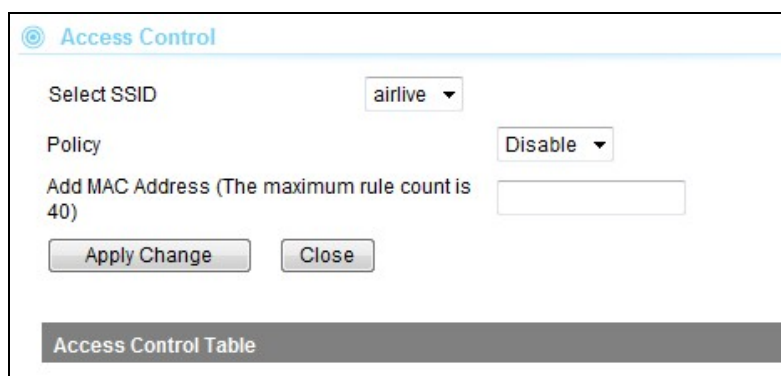 Access Control
Select SSID airlive
Policy Disable
Add MAC Address (The maximum rule count is
40)
Apply Change Close
Access Control Table